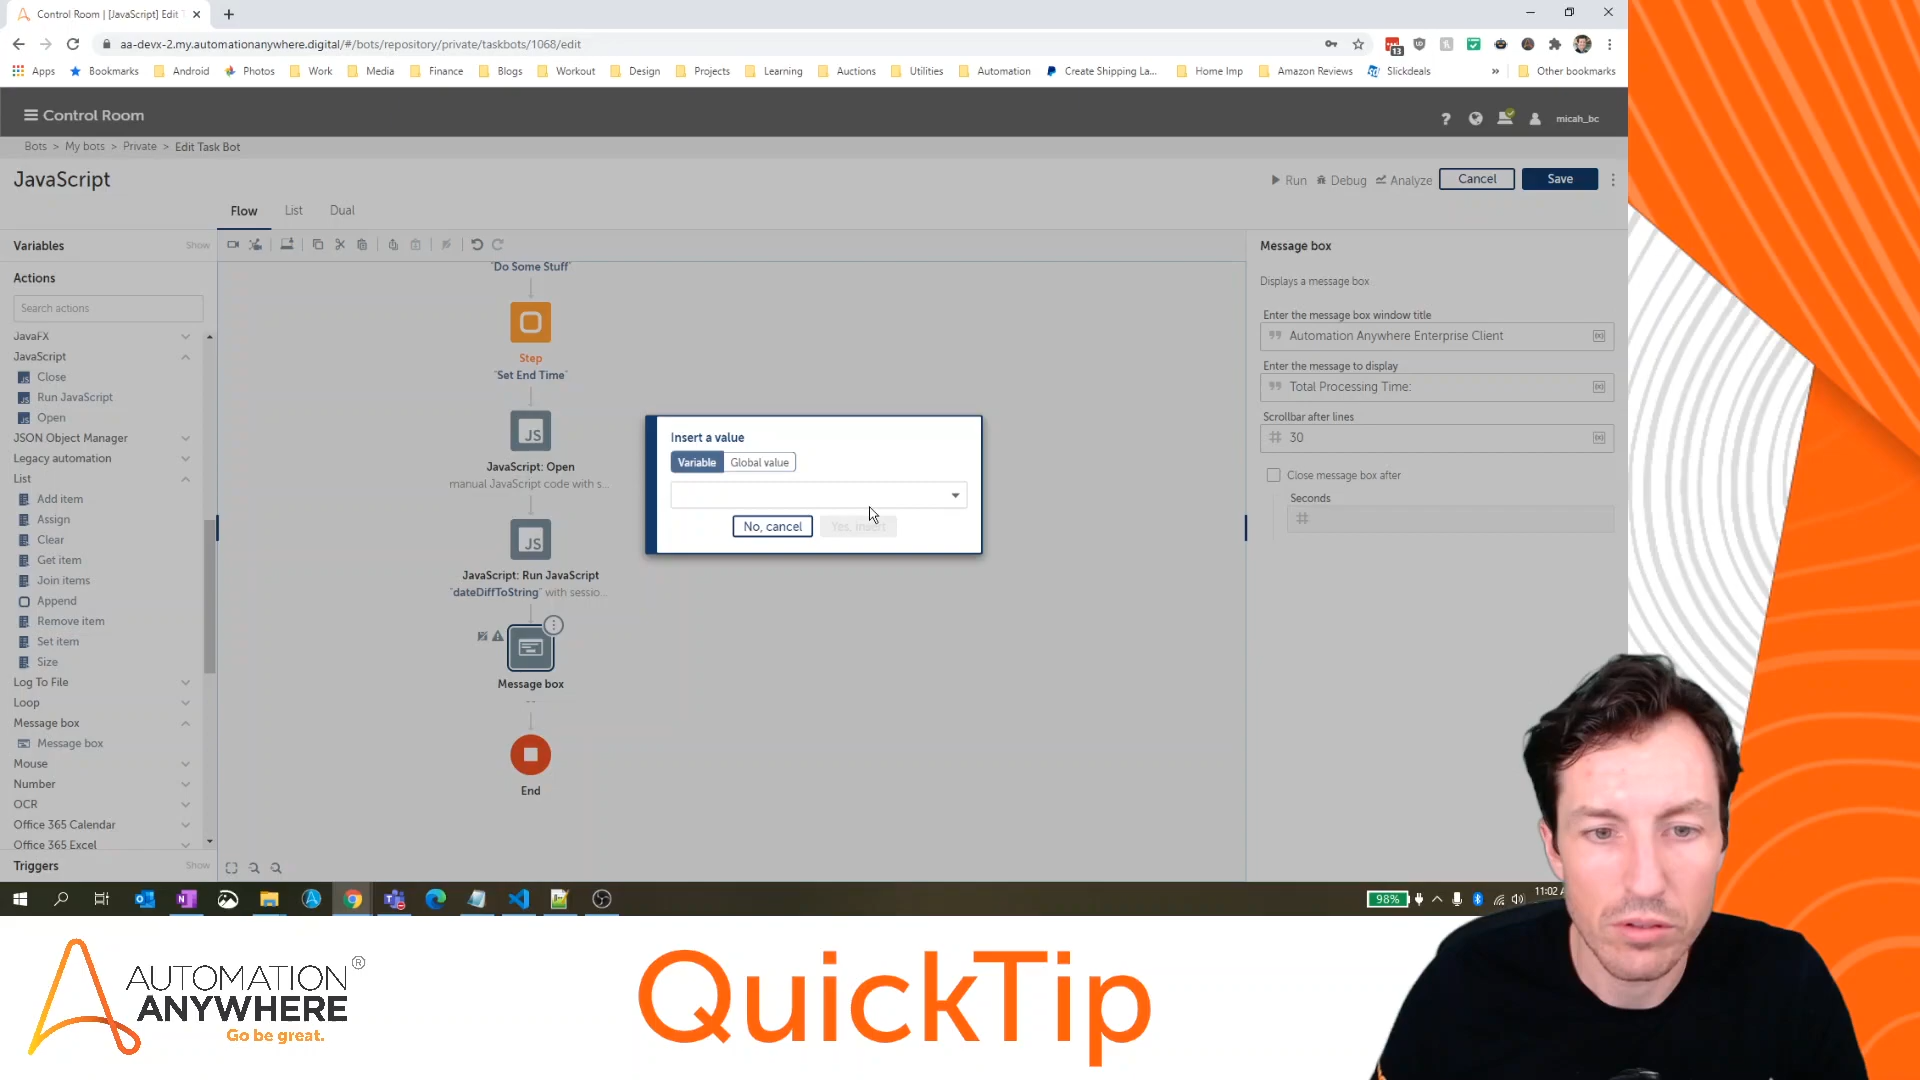 Control Room | [JavaScript] Edit
aa-devx-2.my.automationanywhere.digital/#/bots/repository/private/taskbots/1068/edit
13
Apps
Bookmarks
Android
Photos
Work
Media
Finance
Blogs
Workout
Design
Projects
Learning
Auctions
Utilities
Automation
Create Shipping La...
Home Imp
Amazon Reviews
Slickdeals
»
Other bookmarks
Control Room
?
micah_bc
Bots > My bots > Private > Edit Task Bot
JavaScript
Run
Debug
Analyze
Cancel
Save
Flow
List
Dual
Variables
Show
Actions
Search actions
JavaFX
JavaScript
Close
Run JavaScript
Open
JSON Object Manager
Legacy automation
List
Add item
Assign
Clear
Get item
Join items
Append
Remove item
Set item
Size
Log To File
Loop
Message box
Message box
Mouse
Number
OCR
Office 365 Calendar
Office 365 Excel
Triggers
Show
"Do Some Stuff"
Step
"Set End Time"
JS
JavaScript: Open
manual JavaScript code with s...
JS
JavaScript: Run JavaScript
"dateDiffToString" with sessio...
Message box
--
End
Insert a value
Variable
Global value
No, cancel
Yes, insert
Message box
Displays a message box
Enter the message box window title
Automation Anywhere Enterprise Client
Enter the message to display
Total Processing Time:
Scrollbar after lines
# 30
Close message box after
Seconds
#
98%
11:02
AUTOMATION
ANYWHERE
®
Go be great.
QuickTip